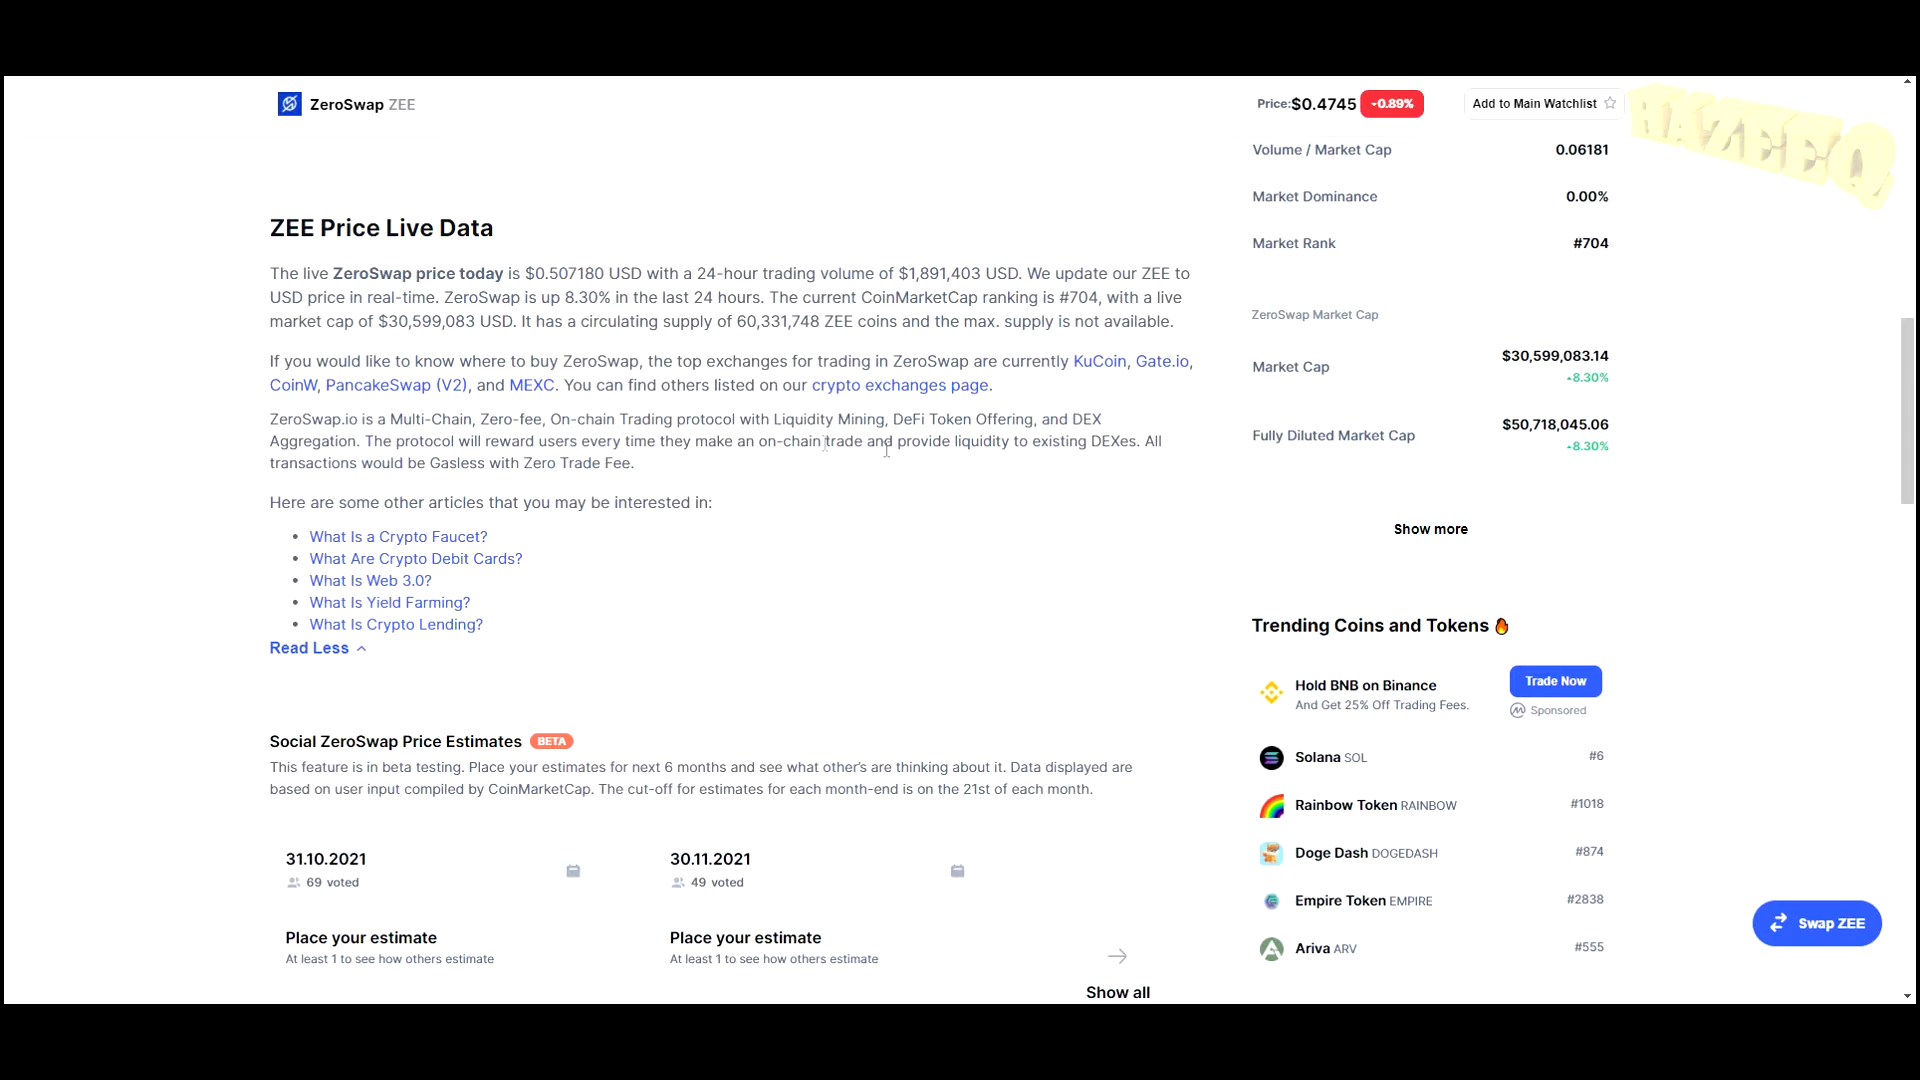 ZeroSwap ZEE
Price:$0.4745 -0.89%
Add to Main Watchlist
HAZEEQ
Volume / Market Cap 0.06181
Market Dominance 0.00%
Market Rank #704
ZEE Price Live Data
The live ZeroSwap price today is $0.507180 USD with a 24-hour trading volume of $1,891,403 USD. We update our ZEE to
USD price in real-time. ZeroSwap is up 8.30% in the last 24 hours. The current CoinMarketCap ranking is #704, with a live
market cap of $30,599,083 USD. It has a circulating supply of 60,331,748 ZEE coins and the max. supply is not available.
If you would like to know where to buy ZeroSwap, the top exchanges for trading in ZeroSwap are currently KuCoin, Gate.io,
CoinW, PancakeSwap (V2), and MEXC. You can find others listed on our crypto exchanges page.
ZeroSwap.io is a Multi-Chain, Zero-fee, On-chain Trading protocol with Liquidity Mining, DeFi Token Offering, and DEX
Aggregation. The protocol will reward users every time they make an on-chain trade and provide liquidity to existing DEXes. All
transactions would be Gasless with Zero Trade Fee.
Here are some other articles that you may be interested in:
• What Is a Crypto Faucet?
• What Are Crypto Debit Cards?
• What Is Web 3.0?
• What Is Yield Farming?
• What Is Crypto Lending?
Read Less
ZeroSwap Market Cap
Market Cap $30,599,083.14
8.30%
Fully Diluted Market Cap $50,718,045.06
8.30%
Show more
Social ZeroSwap Price Estimates BETA
This feature is in beta testing. Place your estimates for next 6 months and see what other's are thinking about it. Data displayed are
based on user input compiled by CoinMarketCap. The cut-off for estimates for each month-end is on the 21st of each month.
31.10.2021
69 voted
Place your estimate
At least 1 to see how others estimate
30.11.2021
49 voted
Place your estimate
At least 1 to see how others estimate
Show all
Trending Coins and Tokens
Hold BNB on Binance
And Get 25% Off Trading Fees.
Trade Now
Sponsored
Solana SOL #6
Rainbow Token RAINBOW #1018
Doge Dash DOGEDASH #874
Empire Token EMPIRE #2838
Ariva ARV #555
Swap ZEE